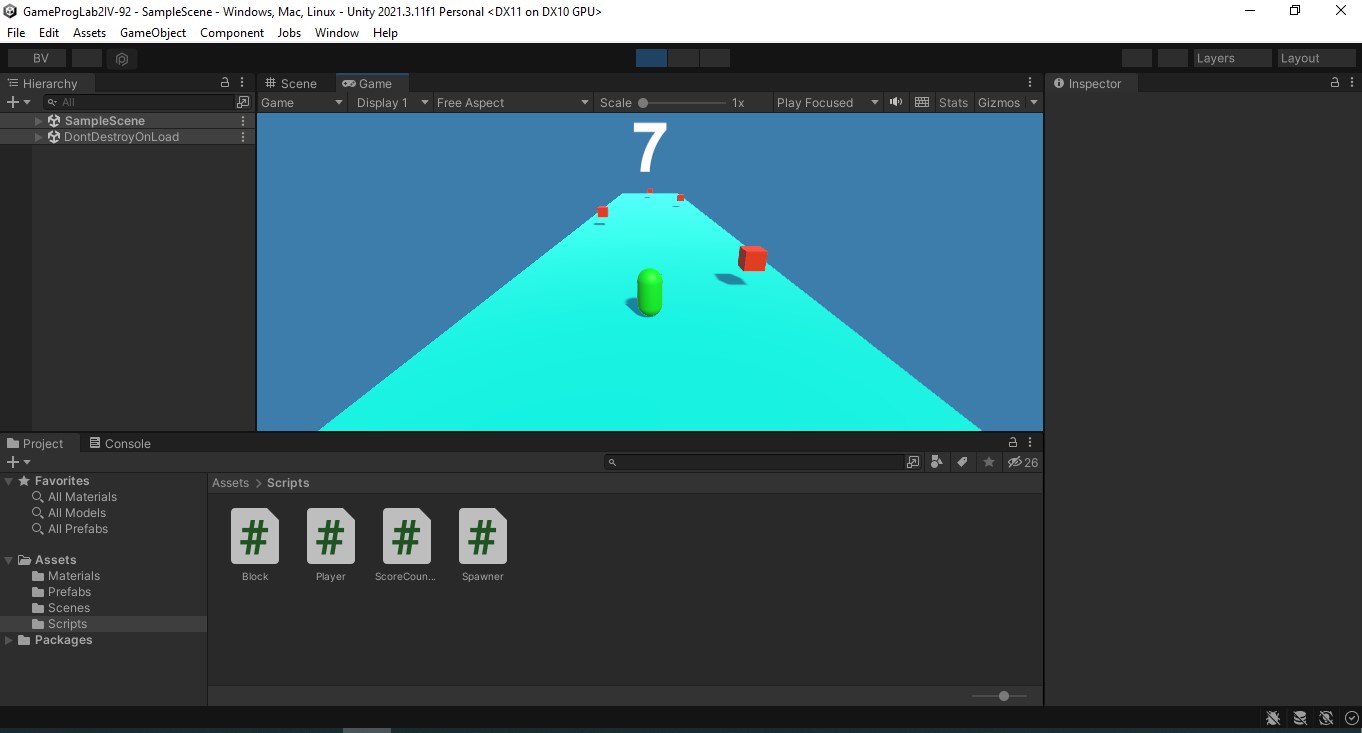 GameProgLab2IV-92 - SampleScene - Windows, Mac, Linux - Unity 2021.3.11f1 Personal <DX11 on DX10 GPU>
File Edit Assets GameObject Component Jobs Window Help
BV Layers Layout
Hierarchy Scene Game Inspector
All Game Display 1 Free Aspect Scale 1x Play Focused Stats Gizmos
SampleScene
DontDestroyOnLoad
7
Project Console
26
Favorites
All Materials
All Models
All Prefabs
Assets
Materials
Prefabs
Scenes
Scripts
Packages
Assets > Scripts
# # # #
Block Player ScoreCoun... Spawner